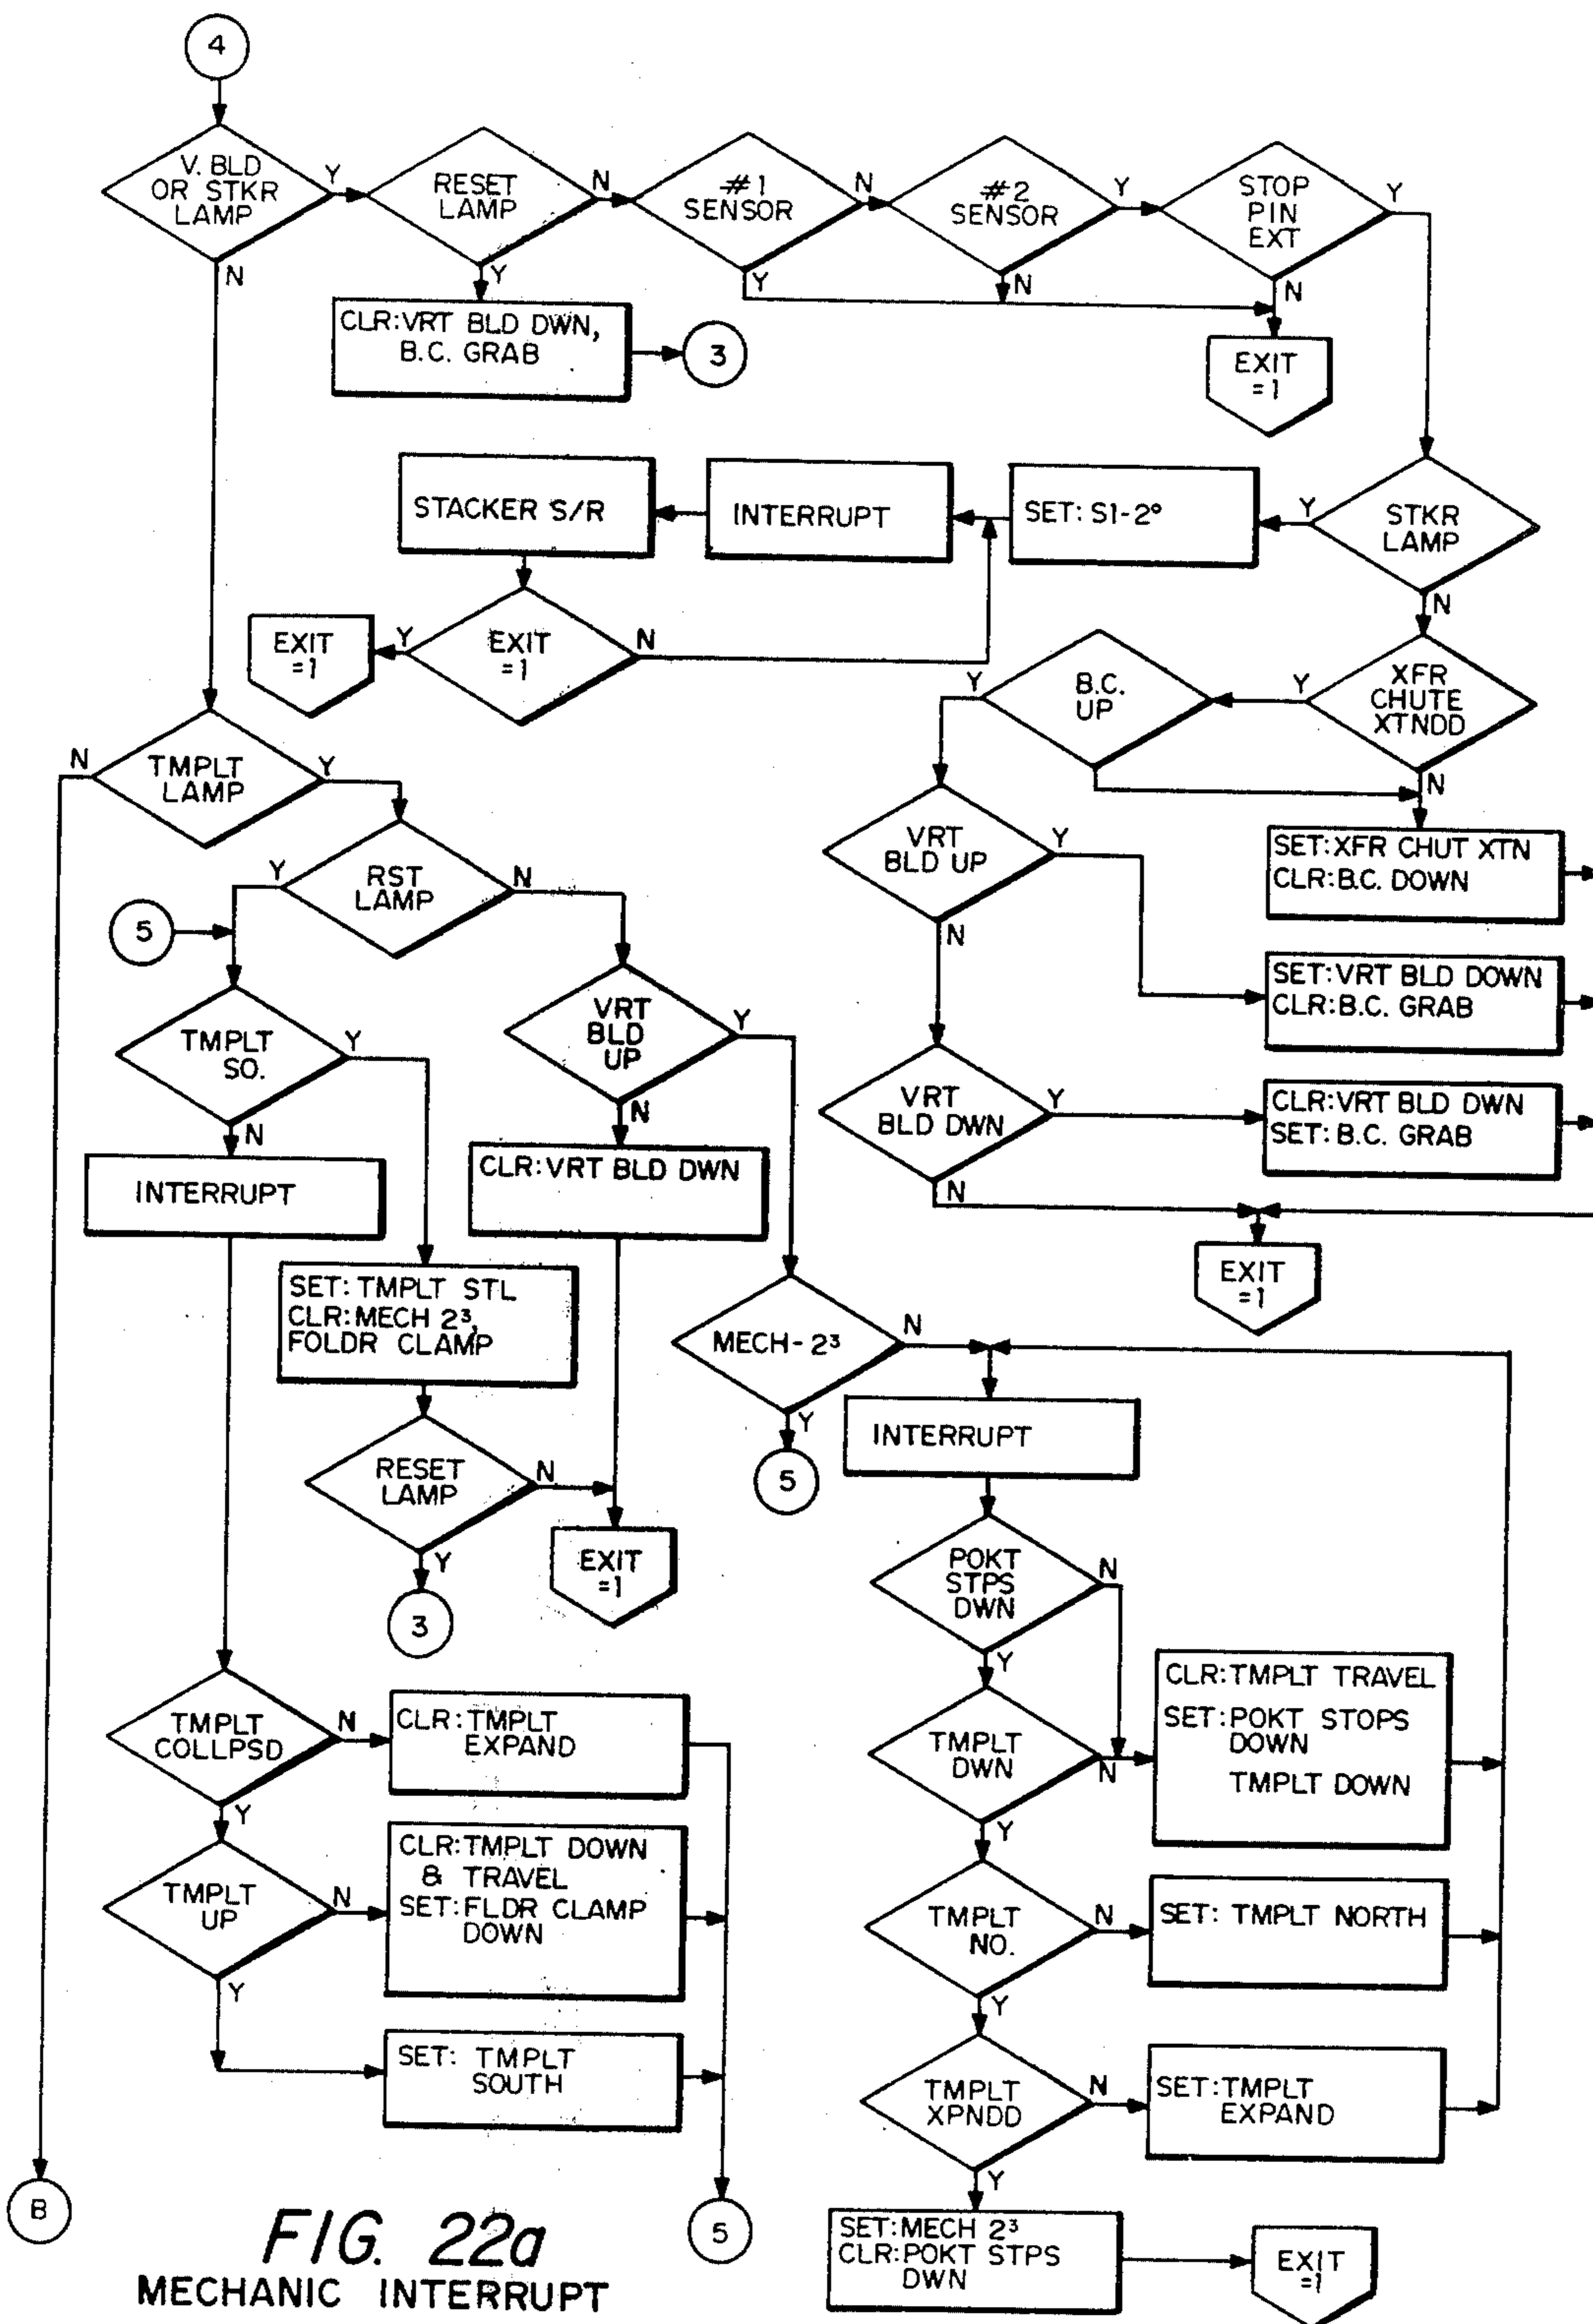 4
V. BLD
OR STKR
LAMP
Y
N
RESET
LAMP
N
Y
#1
SENSOR
N
Y
#2
SENSOR
Y
N
STOP
PIN
EXT
Y
N
CLR:VRT BLD DWN,
B.C. GRAB
3
EXIT
=1
STACKER S/R
INTERRUPT
SET: S1-2°
Y
STKR
LAMP
N
EXIT
=1
Y
EXIT
=1
N
Y
B.C.
UP
Y
XFR
CHUTE
XTNDD
N
N
TMPLT
LAMP
Y
VRT
BLD UP
Y
N
SET:XFR CHUT XTN
CLR:B.C. DOWN
Y
RST
LAMP
N
5
SET:VRT BLD DOWN
CLR:B.C. GRAB
TMPLT
SO.
Y
N
VRT
BLD
UP
Y
N
VRT
BLD DWN
Y
N
CLR:VRT BLD DWN
SET:B.C. GRAB
INTERRUPT
CLR:VRT BLD DWN
EXIT
=1
SET: TMPLT STL
CLR:MECH 2³,
FOLDR CLAMP
MECH-2³
N
Y
5
INTERRUPT
RESET
LAMP
N
Y
3
EXIT
=1
POKT
STPS
DWN
N
Y
CLR:TMPLT TRAVEL
SET:POKT STOPS
DOWN
TMPLT DOWN
TMPLT
COLLPSD
N
Y
CLR:TMPLT
EXPAND
TMPLT
DWN
N
Y
TMPLT
UP
N
Y
CLR:TMPLT DOWN
& TRAVEL
SET:FLDR CLAMP
DOWN
TMPLT
NO.
N
Y
SET: TMPLT NORTH
SET: TMPLT
SOUTH
TMPLT
XPNDD
N
Y
SET:TMPLT
EXPAND
B
5
SET:MECH 2³
CLR:POKT STPS
DWN
EXIT
=1
FIG. 22a
MECHANIC INTERRUPT